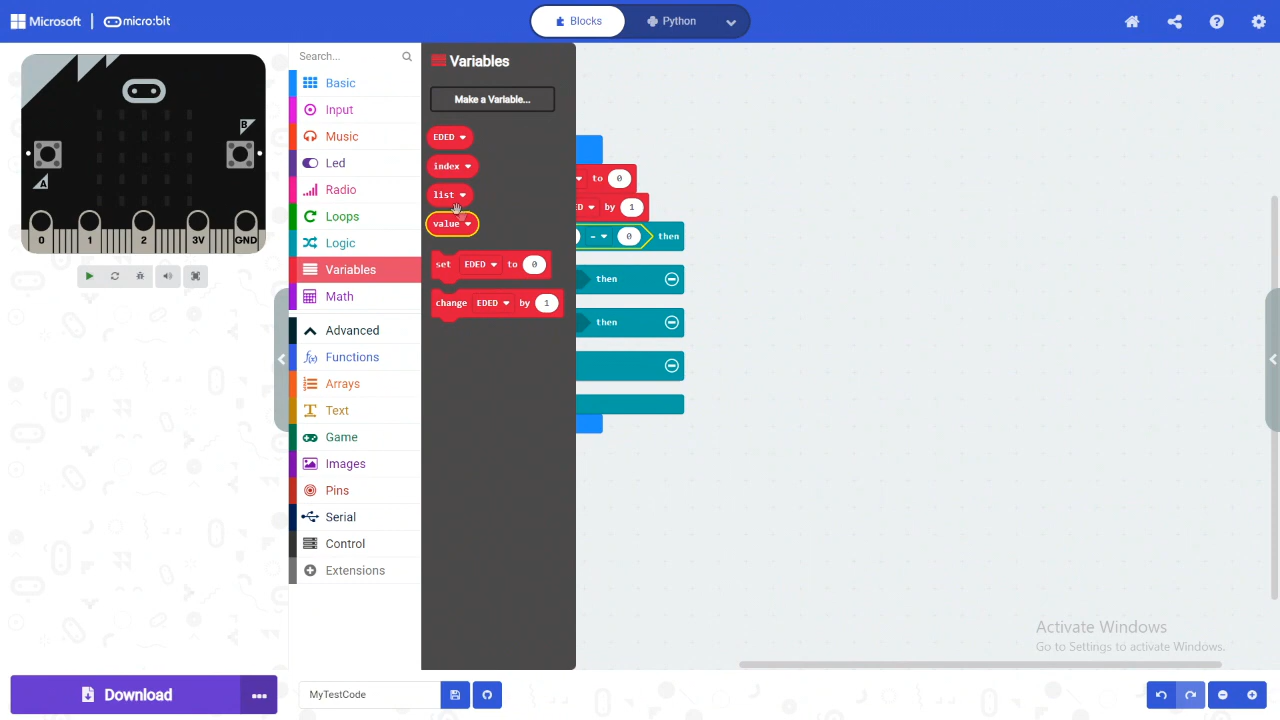 Microsoft | micro:bit
Blocks
Python
Search...
Basic
Input
Music
Led
Radio
Loops
Logic
Variables
Math
Advanced
Functions
Arrays
Text
Game
Images
Pins
Serial
Control
Extensions
Variables
Make a Variable...
EDED
index
list
value
set EDED to 0
change EDED by 1
to 0
ED by 1
= 0 then
then
then
A
B
0 1 2 3V GND
Activate Windows
Go to Settings to activate Windows.
Download
MyTestCode